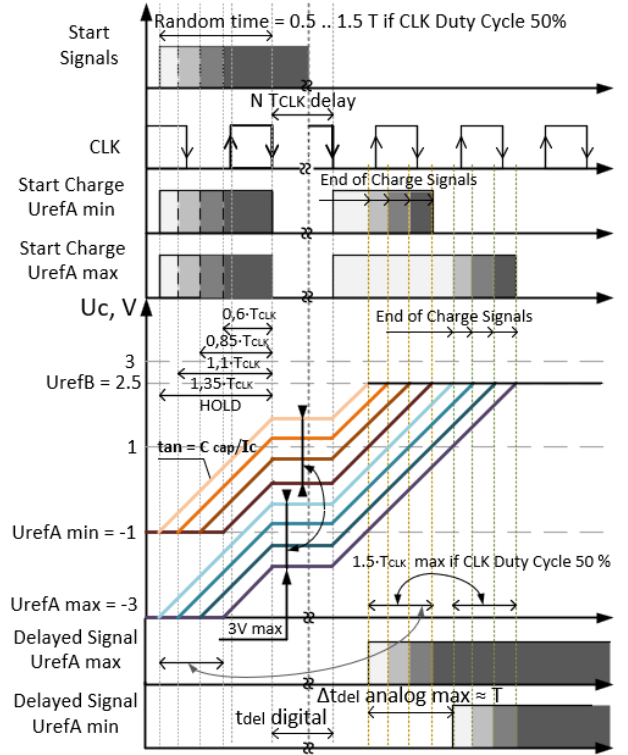 Start
Signals
Random time = 0.5 .. 1.5 T if CLK Duty Cycle 50%
N TCLK delay
CLK
Start Charge
UrefA min
End of Charge Signals
Start Charge
UrefA max
Uc, V
0,6·TCLK
End of Charge Signals
0,85·TCLK
3
1,1·TCLK
UrefB = 2.5
1,35·TCLK
HOLD
1
tan = C cap/Ic
UrefA min = -1
1.5·TCLK max if CLK Duty Cycle 50 %
UrefA max = -3
3V max
Delayed Signal
UrefA max
Δtdel analog max ≈ T
Delayed Signal
UrefA min
tdel digital